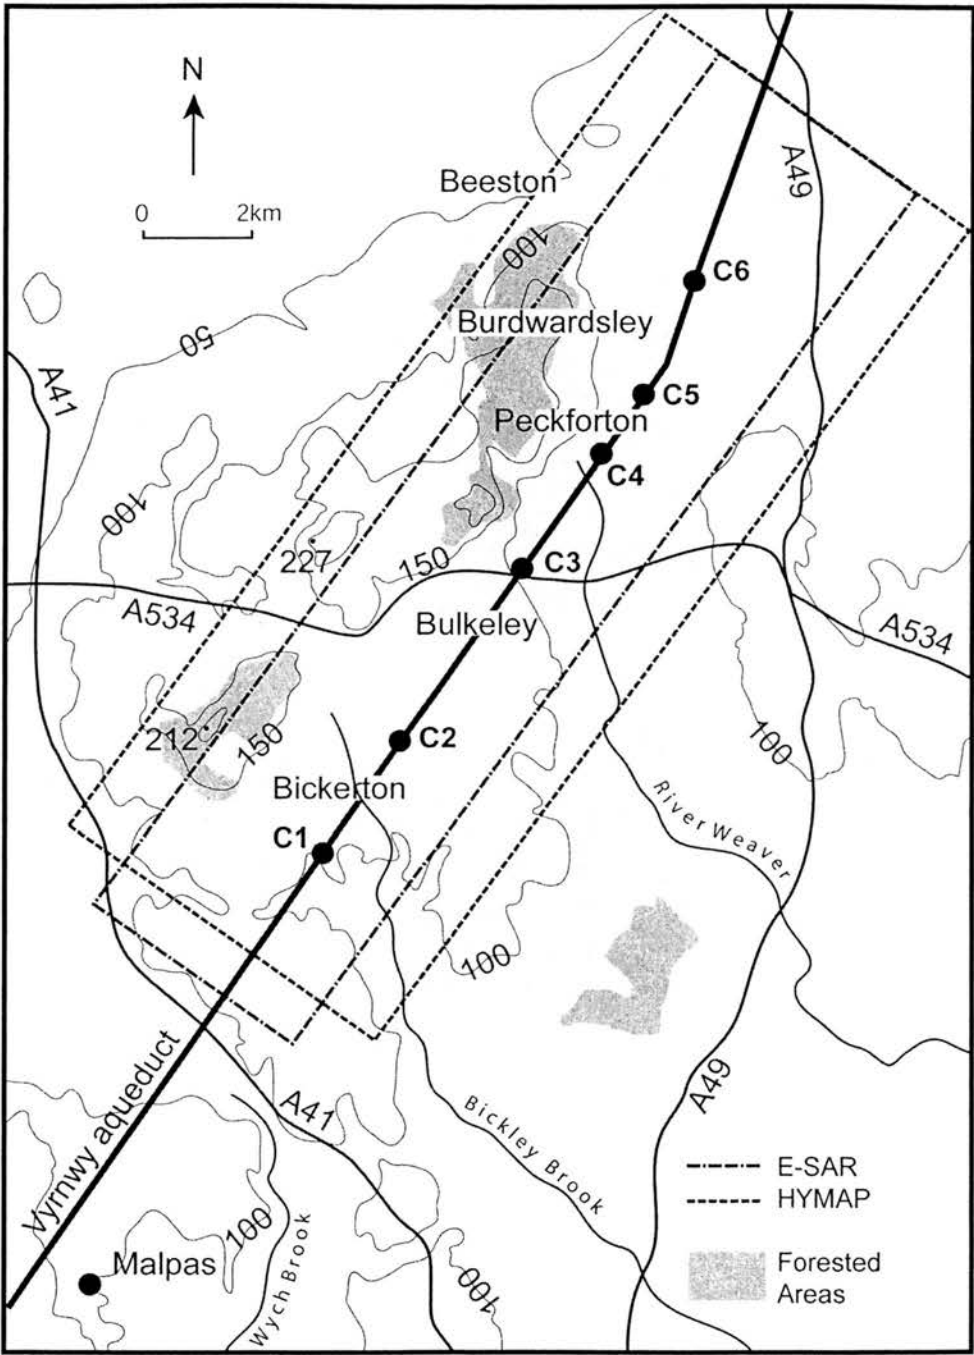 N
0 2km
Beeston
A49
100
C6
Burdwardsley
50
A41
C5
Peckforton
C4
100
227
150
C3
A534
Bulkeley
A534
212
150
C2
100
Bickerton
River Weaver
C1
100
Vyrnwy aqueduct
A49
A41
Bickley Brook
E-SAR
HYMAP
100
Wych Brook
Malpas
100
Forested
Areas